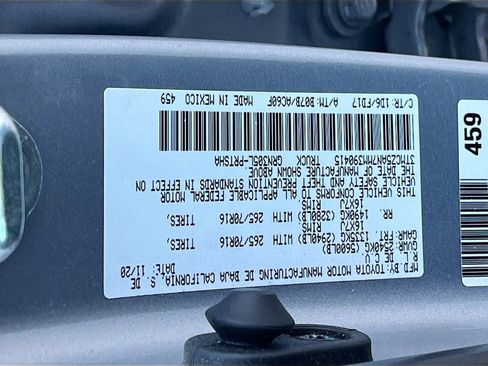 MFD.BY: TOYOTA MOTOR MANUFACTURING DE BAJA CALIFORNIA S. DE
R.L. DE C.V. 11/20
GVWR: 2540KG (5600LB)
GAWR: FRT. 1335KG (2940LB) WITH 265/70R16 TIRES,
16X7J RIMS
RR. 1490KG (3280LB) WITH 265/70R16 TIRES,
16X7J RIMS
THIS VEHICLE CONFORMS TO ALL APPLICABLE FEDERAL MOTOR
VEHICLE SAFETY AND THEFT PREVENTION STANDARDS IN EFFECT ON
THE DATE OF MANUFACTURE SHOWN ABOVE.
3TMCZ5AN7MM390415 TRUCK GRN305L-PRTSHA
C/TR: 1D6/FD17 A/TM: B07B/AC60F MADE IN MEXICO 459
459